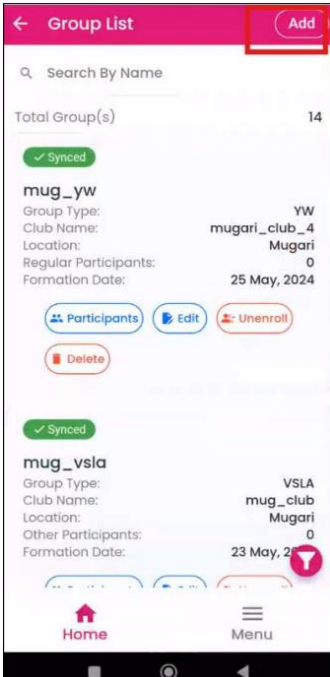 Group List Add
Search By Name
Total Group(s) 14
Synced
mug_yw
Group Type: YW
Club Name: mugari_club_4
Location: Mugari
Regular Participants: 0
Formation Date: 25 May, 2024
Participants Edit Unenroll
Delete
Synced
mug_vsla
Group Type: VSLA
Club Name: mug_club
Location: Mugari
Other Participants: 0
Formation Date: 23 May,
Home Menu